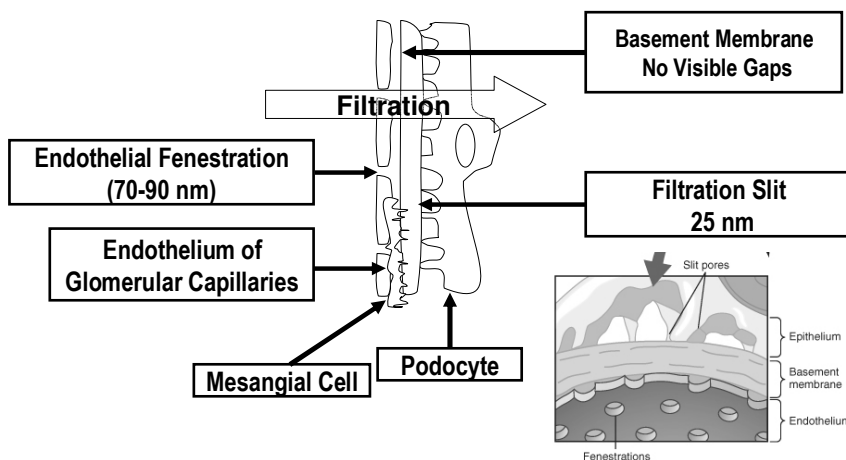 Basement Membrane
No Visible Gaps
Filtration
Endothelial Fenestration
(70-90 nm)
Filtration Slit
25 nm
Endothelium of
Glomerular Capillaries
Mesangial Cell
Podocyte
Slit pores
Epithelium
Basement
membrane
Endothelium
Fenestrations